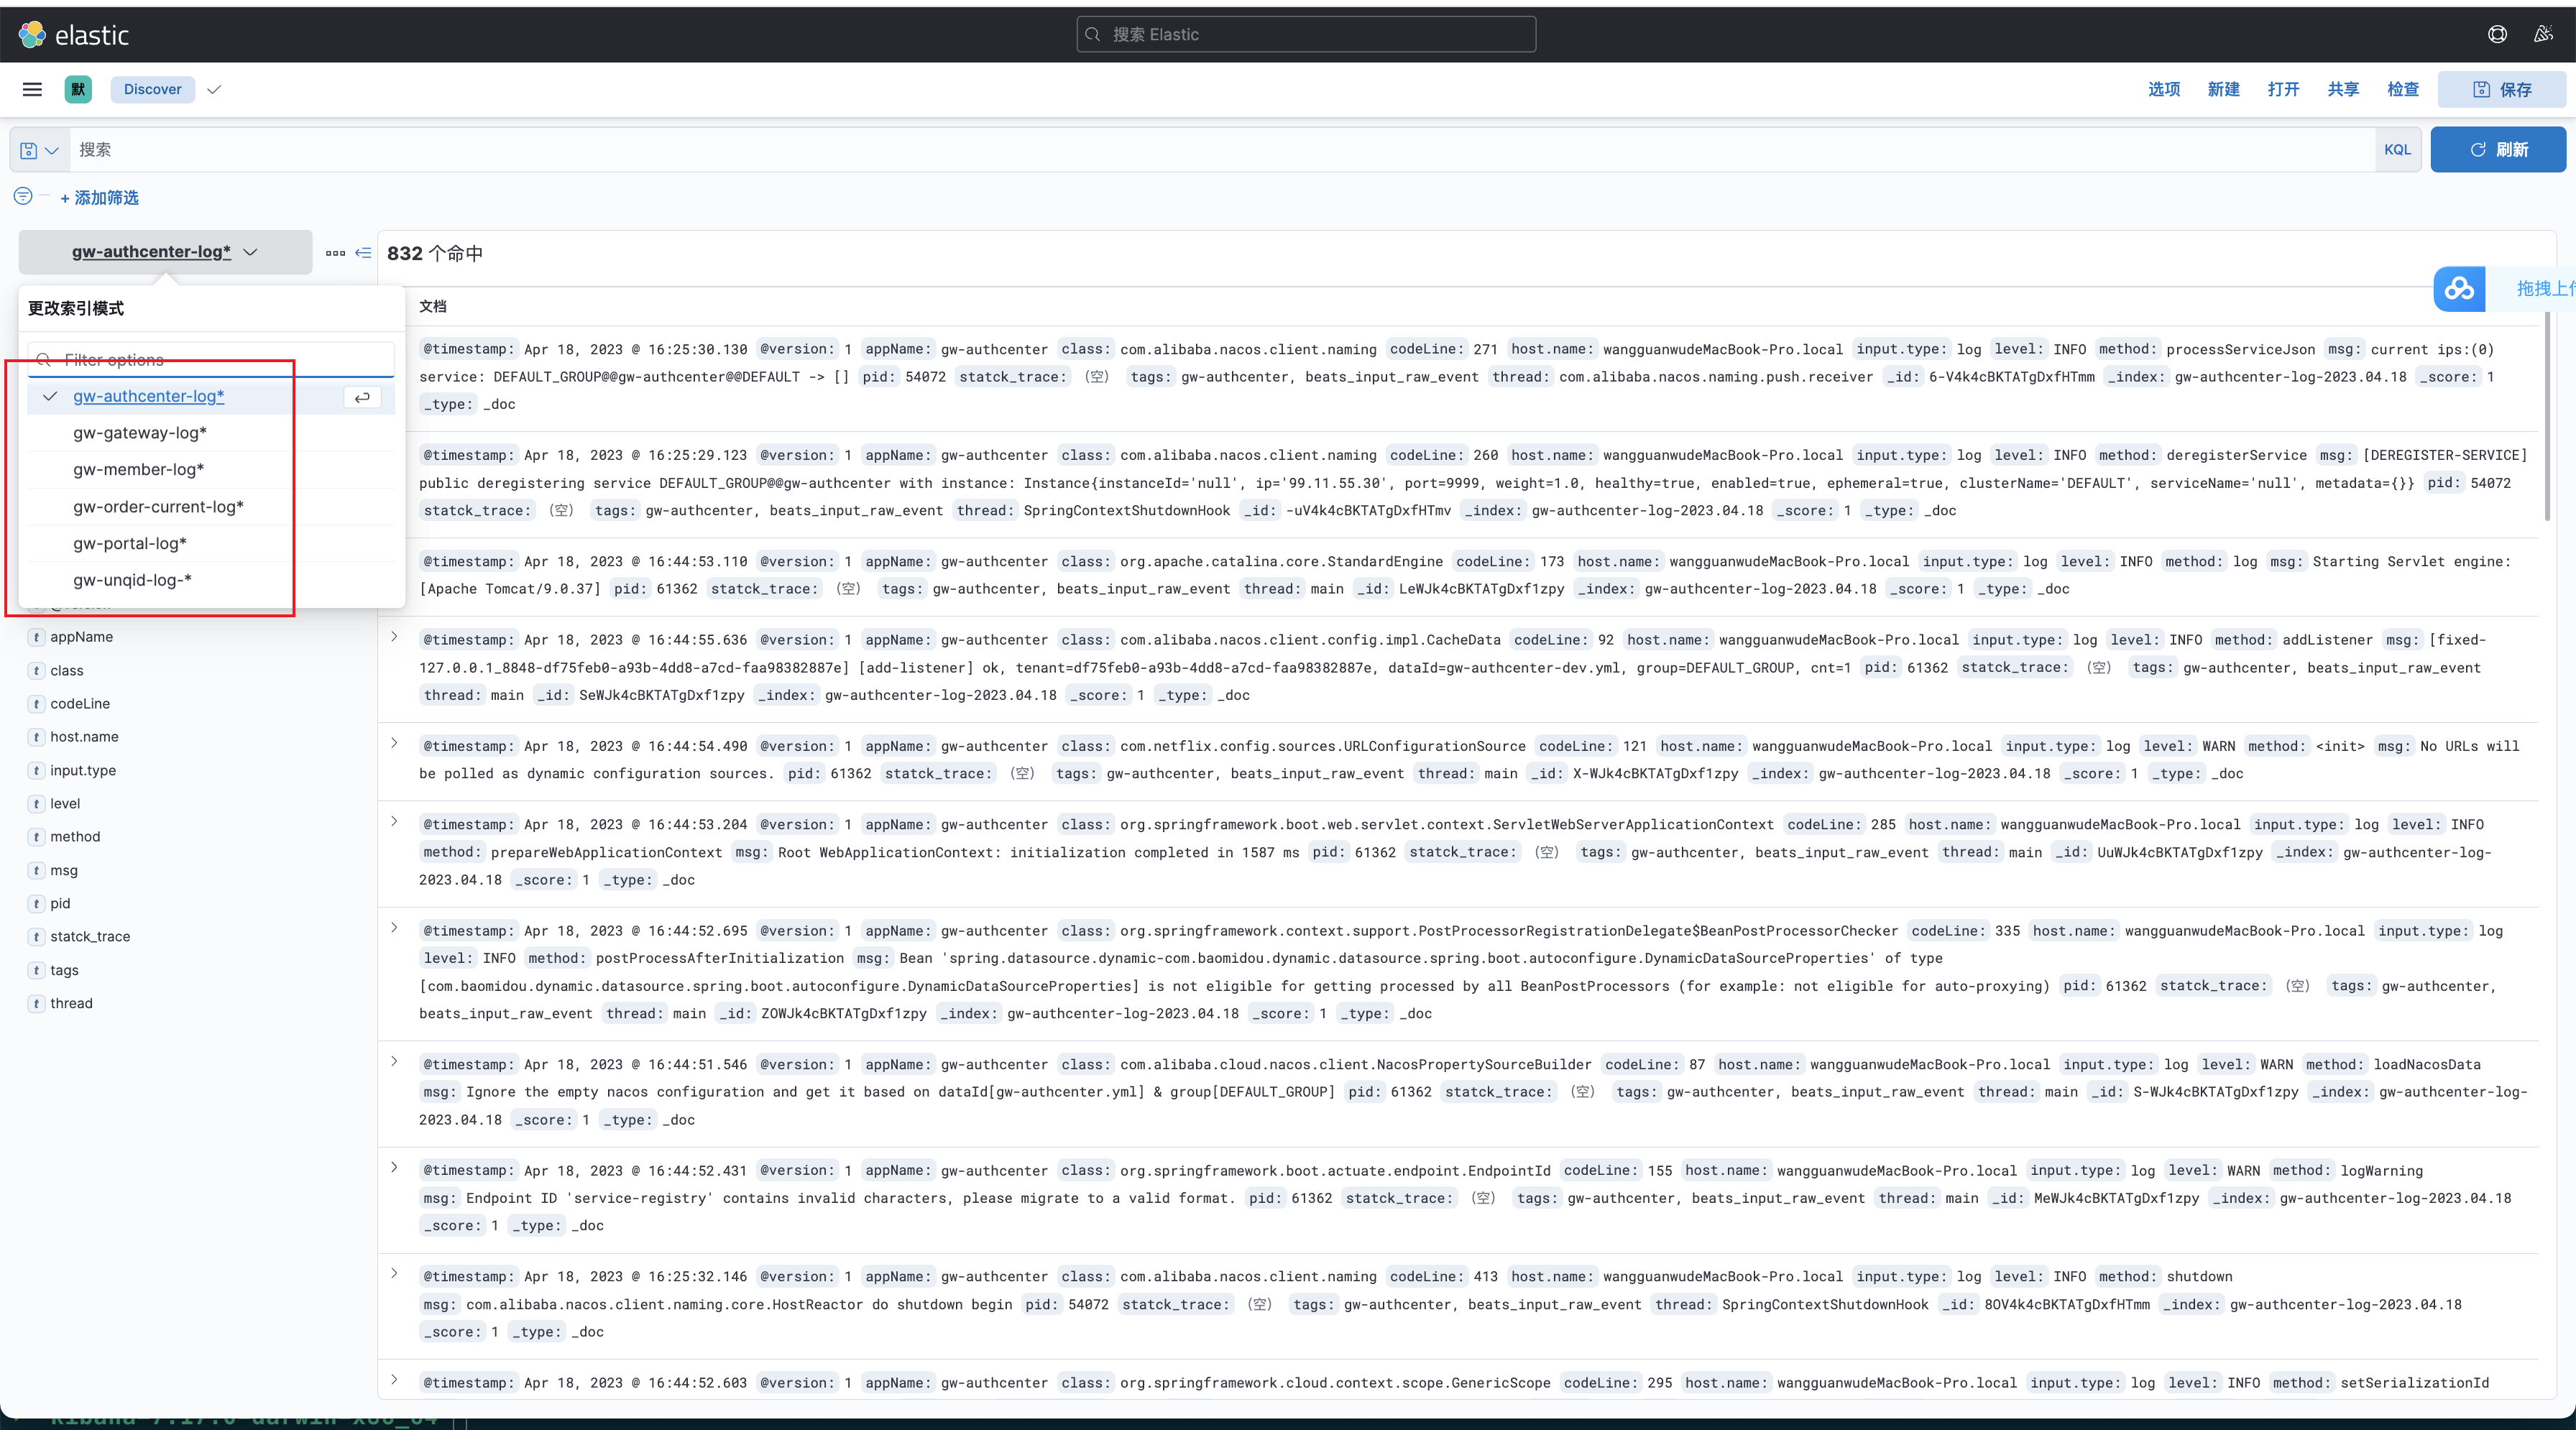 elastic
搜索 Elastic
默
Discover
选项 新建 打开 共享 检查 保存
搜索
KQL
刷新
+ 添加筛选
gw-authcenter-log*
832 个命中
更改索引模式
Filter options
gw-authcenter-log*
gw-gateway-log*
gw-member-log*
gw-order-current-log*
gw-portal-log*
gw-unqid-log-*
t appName
t class
t codeLine
t host.name
t input.type
t level
t method
t msg
t pid
t statck_trace
t tags
t thread
文档
@timestamp: Apr 18, 2023 @ 16:25:30.130 @version: 1 appName: gw-authcenter class: com.alibaba.nacos.client.naming codeLine: 271 host.name: wangguanwudeMacBook-Pro.local input.type: log level: INFO method: processServiceJson msg: current ips:(0)
service: DEFAULT_GROUP@@gw-authcenter@@DEFAULT -> [] pid: 54072 statck_trace: (空) tags: gw-authcenter, beats_input_raw_event thread: com.alibaba.nacos.naming.push.receiver _id: 6-V4k4cBKTATgDxfHTmm _index: gw-authcenter-log-2023.04.18 _score: 1
_type: _doc
@timestamp: Apr 18, 2023 @ 16:25:29.123 @version: 1 appName: gw-authcenter class: com.alibaba.nacos.client.naming codeLine: 260 host.name: wangguanwudeMacBook-Pro.local input.type: log level: INFO method: deregisterService msg: [DEREGISTER-SERVICE]
public deregistering service DEFAULT_GROUP@@gw-authcenter with instance: Instance{instanceId='null', ip='99.11.55.30', port=9999, weight=1.0, healthy=true, enabled=true, ephemeral=true, clusterName='DEFAULT', serviceName='null', metadata={}} pid: 54072
statck_trace: (空) tags: gw-authcenter, beats_input_raw_event thread: SpringContextShutdownHook _id: -uV4k4cBKTATgDxfHTmv _index: gw-authcenter-log-2023.04.18 _score: 1 _type: _doc
@timestamp: Apr 18, 2023 @ 16:44:53.110 @version: 1 appName: gw-authcenter class: org.apache.catalina.core.StandardEngine codeLine: 173 host.name: wangguanwudeMacBook-Pro.local input.type: log level: INFO method: log msg: Starting Servlet engine:
[Apache Tomcat/9.0.37] pid: 61362 statck_trace: (空) tags: gw-authcenter, beats_input_raw_event thread: main _id: LeWJk4cBKTATgDxf1zpy _index: gw-authcenter-log-2023.04.18 _score: 1 _type: _doc
@timestamp: Apr 18, 2023 @ 16:44:55.636 @version: 1 appName: gw-authcenter class: com.alibaba.nacos.client.config.impl.CacheData codeLine: 92 host.name: wangguanwudeMacBook-Pro.local input.type: log level: INFO method: addListener msg: [fixed-
127.0.0.1_8848-df75feb0-a93b-4dd8-a7cd-faa98382887e] [add-listener] ok, tenant=df75feb0-a93b-4dd8-a7cd-faa98382887e, dataId=gw-authcenter-dev.yml, group=DEFAULT_GROUP, cnt=1 pid: 61362 statck_trace: (空) tags: gw-authcenter, beats_input_raw_event
thread: main _id: SeWJk4cBKTATgDxf1zpy _index: gw-authcenter-log-2023.04.18 _score: 1 _type: _doc
@timestamp: Apr 18, 2023 @ 16:44:54.490 @version: 1 appName: gw-authcenter class: com.netflix.config.sources.URLConfigurationSource codeLine: 121 host.name: wangguanwudeMacBook-Pro.local input.type: log level: WARN method: <init> msg: No URLs will
be polled as dynamic configuration sources. pid: 61362 statck_trace: (空) tags: gw-authcenter, beats_input_raw_event thread: main _id: X-WJk4cBKTATgDxf1zpy _index: gw-authcenter-log-2023.04.18 _score: 1 _type: _doc
@timestamp: Apr 18, 2023 @ 16:44:53.204 @version: 1 appName: gw-authcenter class: org.springframework.boot.web.servlet.context.ServletWebServerApplicationContext codeLine: 285 host.name: wangguanwudeMacBook-Pro.local input.type: log level: INFO
method: prepareWebApplicationContext msg: Root WebApplicationContext: initialization completed in 1587 ms pid: 61362 statck_trace: (空) tags: gw-authcenter, beats_input_raw_event thread: main _id: UuWJk4cBKTATgDxf1zpy _index: gw-authcenter-log-
2023.04.18 _score: 1 _type: _doc
@timestamp: Apr 18, 2023 @ 16:44:52.695 @version: 1 appName: gw-authcenter class: org.springframework.context.support.PostProcessorRegistrationDelegate$BeanPostProcessorChecker codeLine: 335 host.name: wangguanwudeMacBook-Pro.local input.type: log
level: INFO method: postProcessAfterInitialization msg: Bean 'spring.datasource.dynamic-com.baomidou.dynamic.datasource.spring.boot.autoconfigure.DynamicDataSourceProperties' of type
[com.baomidou.dynamic.datasource.spring.boot.autoconfigure.DynamicDataSourceProperties] is not eligible for getting processed by all BeanPostProcessors (for example: not eligible for auto-proxying) pid: 61362 statck_trace: (空) tags: gw-authcenter,
beats_input_raw_event thread: main _id: ZOWJk4cBKTATgDxf1zpy _index: gw-authcenter-log-2023.04.18 _score: 1 _type: _doc
@timestamp: Apr 18, 2023 @ 16:44:51.546 @version: 1 appName: gw-authcenter class: com.alibaba.cloud.nacos.client.NacosPropertySourceBuilder codeLine: 87 host.name: wangguanwudeMacBook-Pro.local input.type: log level: WARN method: loadNacosData
msg: Ignore the empty nacos configuration and get it based on dataId[gw-authcenter.yml] & group[DEFAULT_GROUP] pid: 61362 statck_trace: (空) tags: gw-authcenter, beats_input_raw_event thread: main _id: S-WJk4cBKTATgDxf1zpy _index: gw-authcenter-log-
2023.04.18 _score: 1 _type: _doc
@timestamp: Apr 18, 2023 @ 16:44:52.431 @version: 1 appName: gw-authcenter class: org.springframework.boot.actuate.endpoint.EndpointId codeLine: 155 host.name: wangguanwudeMacBook-Pro.local input.type: log level: WARN method: logWarning
msg: Endpoint ID 'service-registry' contains invalid characters, please migrate to a valid format. pid: 61362 statck_trace: (空) tags: gw-authcenter, beats_input_raw_event thread: main _id: MeWJk4cBKTATgDxf1zpy _index: gw-authcenter-log-2023.04.18
_score: 1 _type: _doc
@timestamp: Apr 18, 2023 @ 16:25:32.146 @version: 1 appName: gw-authcenter class: com.alibaba.nacos.client.naming codeLine: 413 host.name: wangguanwudeMacBook-Pro.local input.type: log level: INFO method: shutdown
msg: com.alibaba.nacos.client.naming.core.HostReactor do shutdown begin pid: 54072 statck_trace: (空) tags: gw-authcenter, beats_input_raw_event thread: SpringContextShutdownHook _id: 8OV4k4cBKTATgDxfHTmm _index: gw-authcenter-log-2023.04.18
_score: 1 _type: _doc
@timestamp: Apr 18, 2023 @ 16:44:52.603 @version: 1 appName: gw-authcenter class: org.springframework.cloud.context.scope.GenericScope codeLine: 295 host.name: wangguanwudeMacBook-Pro.local input.type: log level: INFO method: setSerializationId
拖拽上